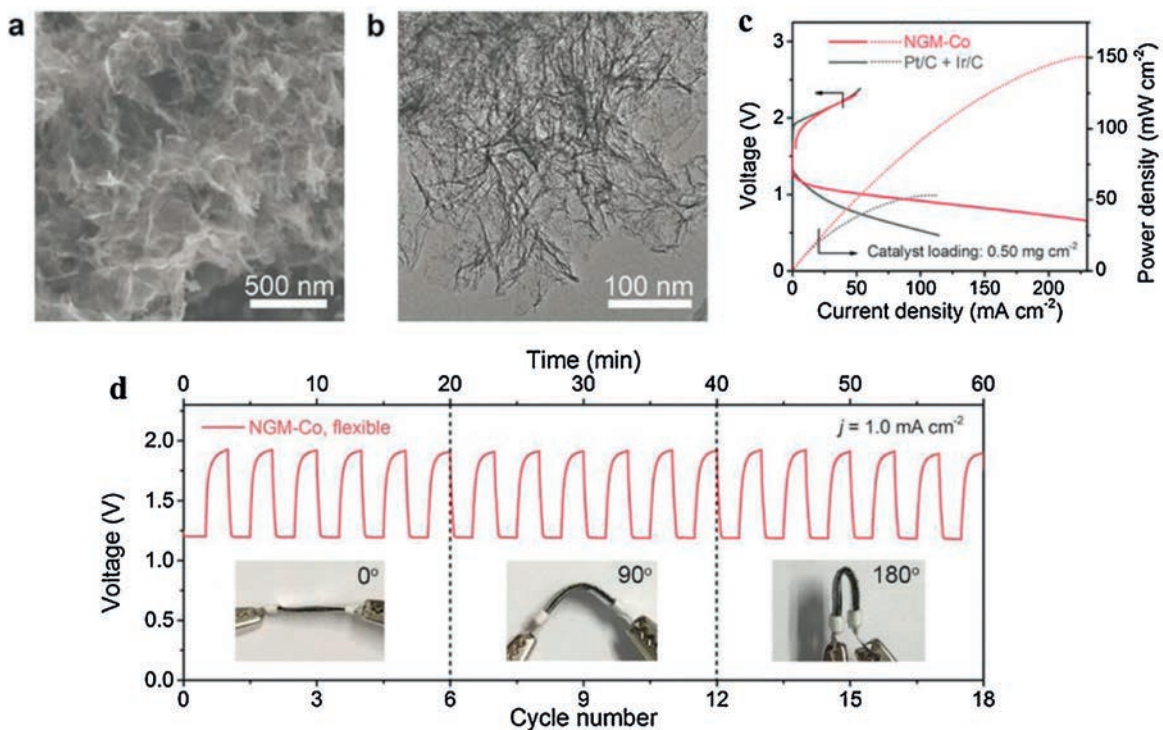 a
500 nm
b
100 nm
c
NGM-Co
Pt/C + Ir/C
Catalyst loading: 0.50 mg cm⁻²
3
2
1
0
Voltage (V)
150
100
50
0
Power density (mW cm⁻²)
0 50 100 150 200
Current density (mA cm⁻²)
d
Time (min)
0 10 20 30 40 50 60
NGM-Co, flexible
j = 1.0 mA cm⁻²
2.0
1.5
1.0
0.5
0.0
Voltage (V)
0°
90°
180°
0 3 6 9 12 15 18
Cycle number